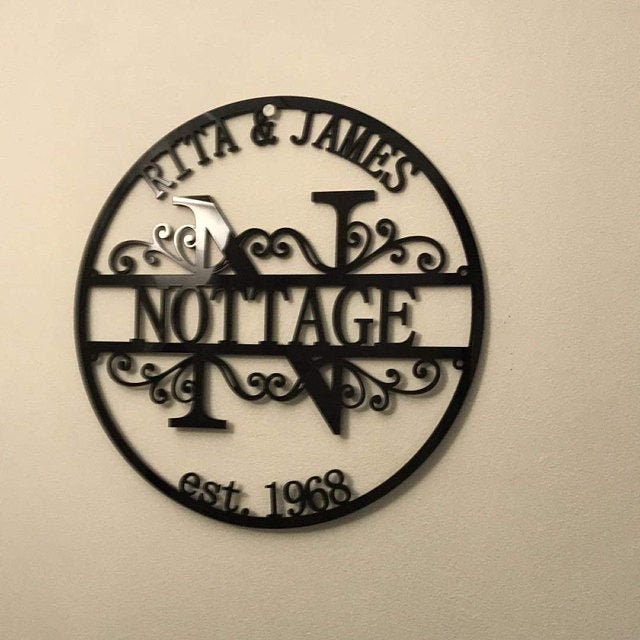 RITA & JAMES
N
NOTTAGE
est. 1968